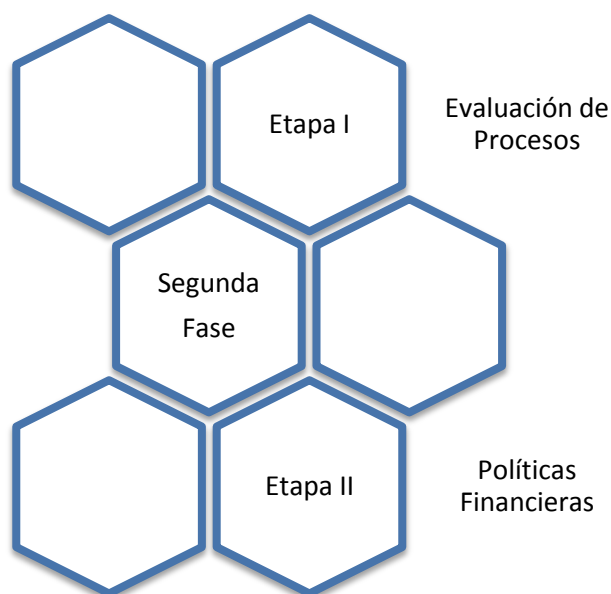 Etapa I
Evaluación de
Procesos
Segunda
Fase
Etapa II
Políticas
Financieras